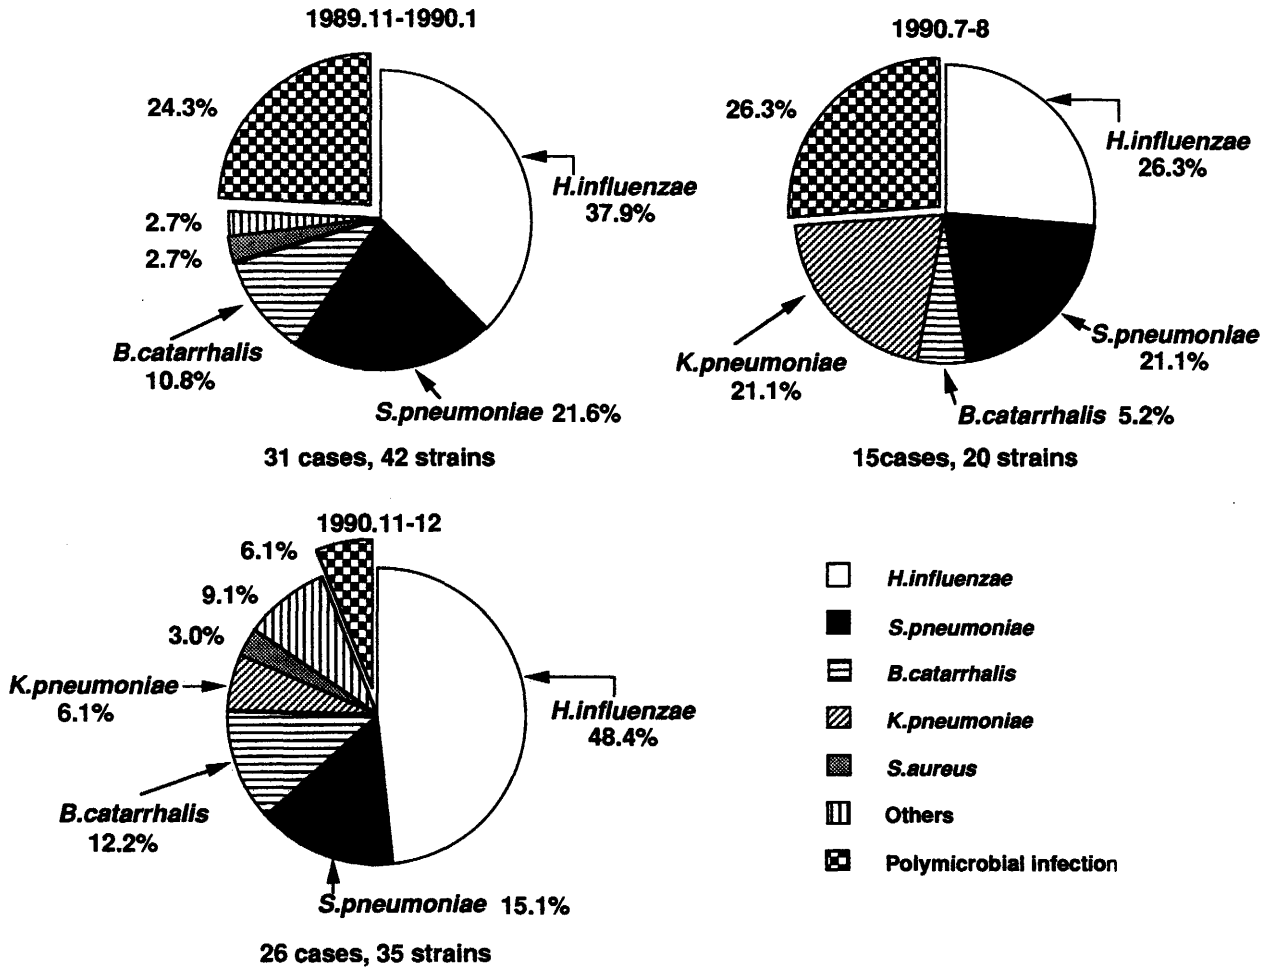 1989.11-1990.1
24.3%
H.influenzae
37.9%
2.7%
2.7%
B.catarrhalis
10.8%
S.pneumoniae 21.6%
31 cases, 42 strains
1990.7-8
26.3%
H.influenzae
26.3%
S.pneumoniae
21.1%
K.pneumoniae
21.1%
B.catarrhalis 5.2%
15cases, 20 strains
1990.11-12
6.1%
9.1%
3.0%
K.pneumoniae
6.1%
H.influenzae
48.4%
B.catarrhalis
12.2%
S.pneumoniae 15.1%
26 cases, 35 strains
H.influenzae
S.pneumoniae
B.catarrhalis
K.pneumoniae
S.aureus
Others
Polymicrobial infection